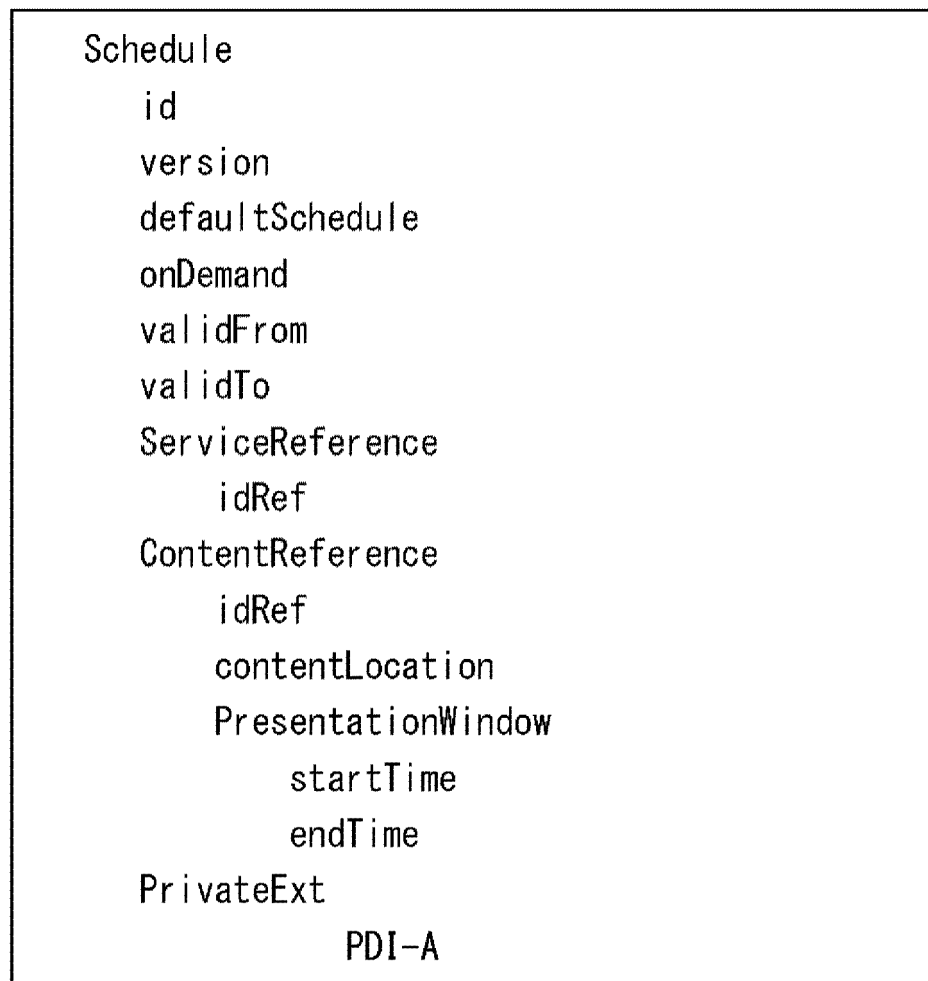 Schedule
id
version
defaultSchedule
onDemand
validFrom
validTo
ServiceReference
idRef
ContentReference
idRef
contentLocation
PresentationWindow
startTime
endTime
PrivateExt
PDI-A